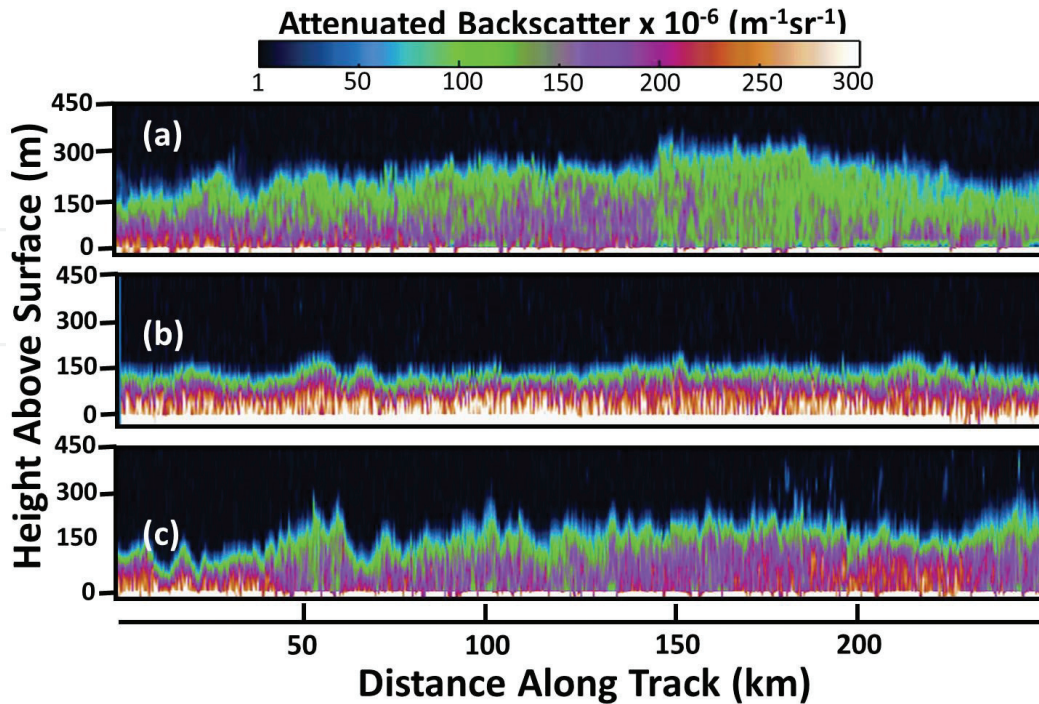 Attenuated Backscatter x 10⁻⁶ (m⁻¹sr⁻¹)
1 50 100 150 200 250 300
Height Above Surface (m)
450
300
150
0
(a)
450
300
150
0
(b)
450
300
150
0
(c)
50 100 150 200
Distance Along Track (km)